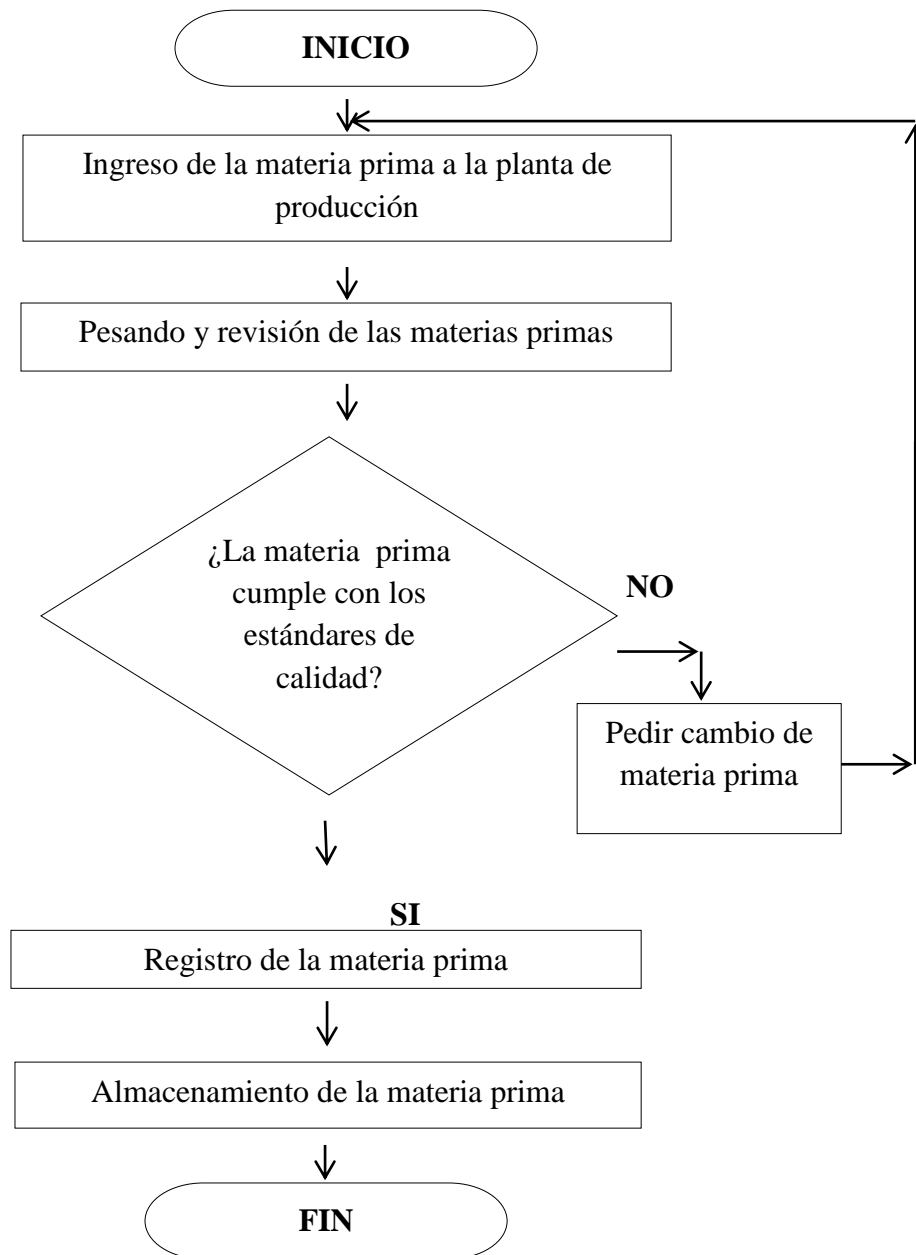 INICIO
Ingreso de la materia prima a la planta de
producción
Pesando y revisión de las materias primas
¿La materia  prima
cumple con los
estándares de
calidad?
NO
Pedir cambio de
materia prima
SI
Registro de la materia prima
Almacenamiento de la materia prima
FIN